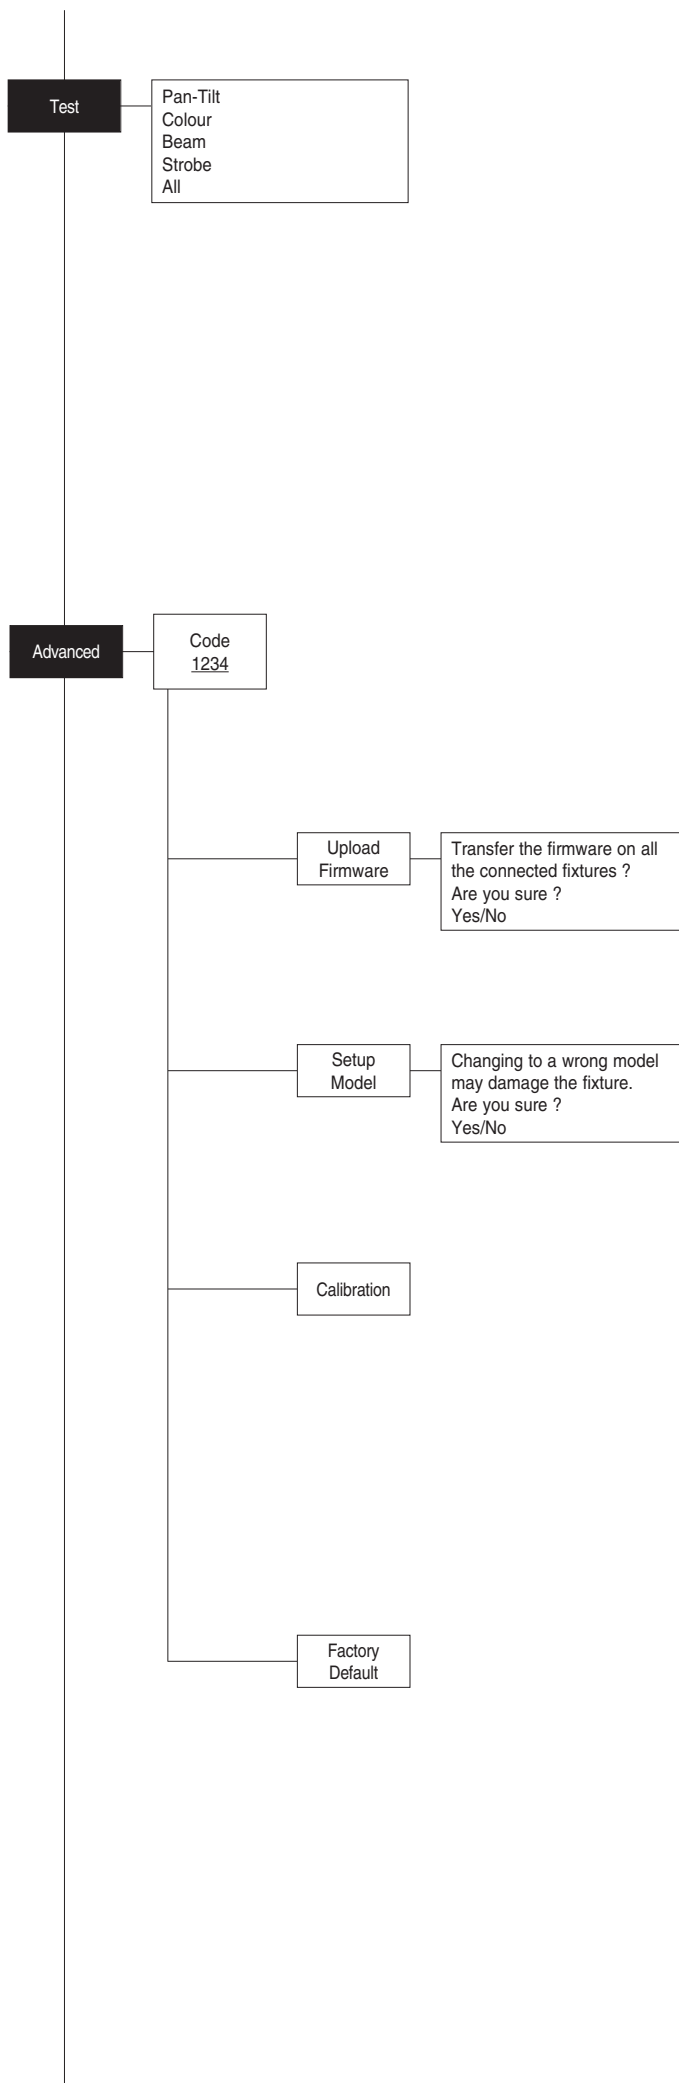 Test
Pan-Tilt
Colour
Beam
Strobe
All
Advanced
Code
1234
Upload
Firmware
Transfer the firmware on all
the connected fixtures ?
Are you sure ?
Yes/No
Setup
Model
Changing to a wrong model
may damage the fixture.
Are you sure ?
Yes/No
Calibration
Factory
Default